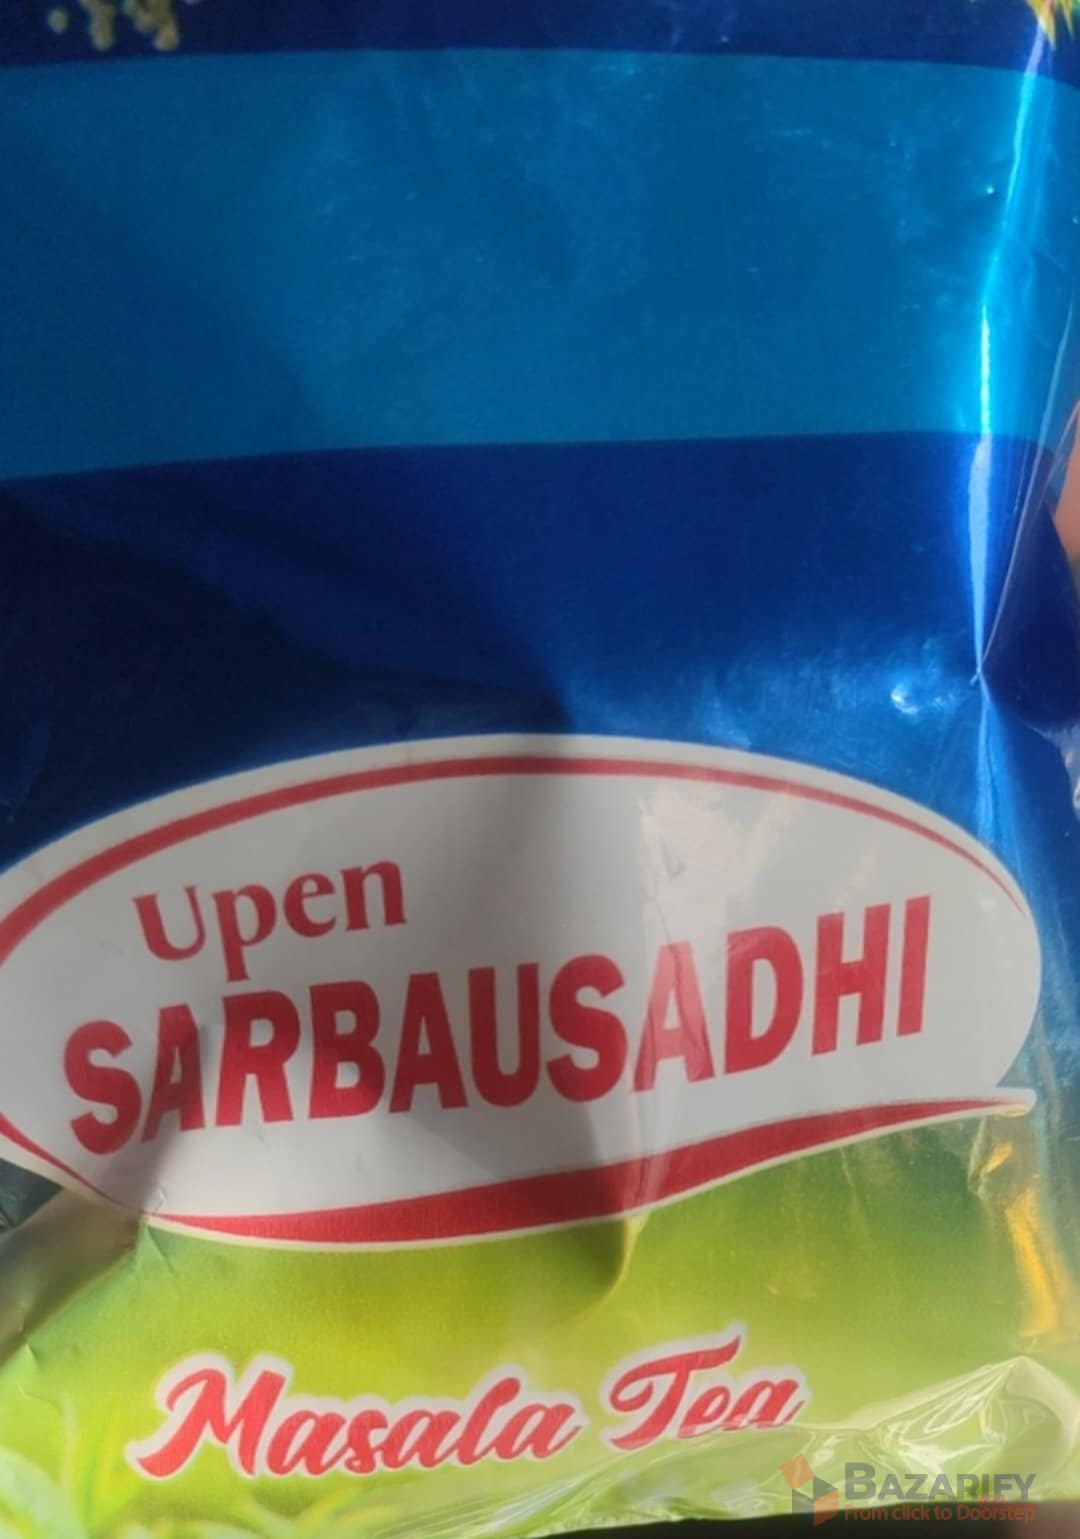 Upen
SARBAUSADHI
Masala Tea
BAZARIFY
From click to Doorstep